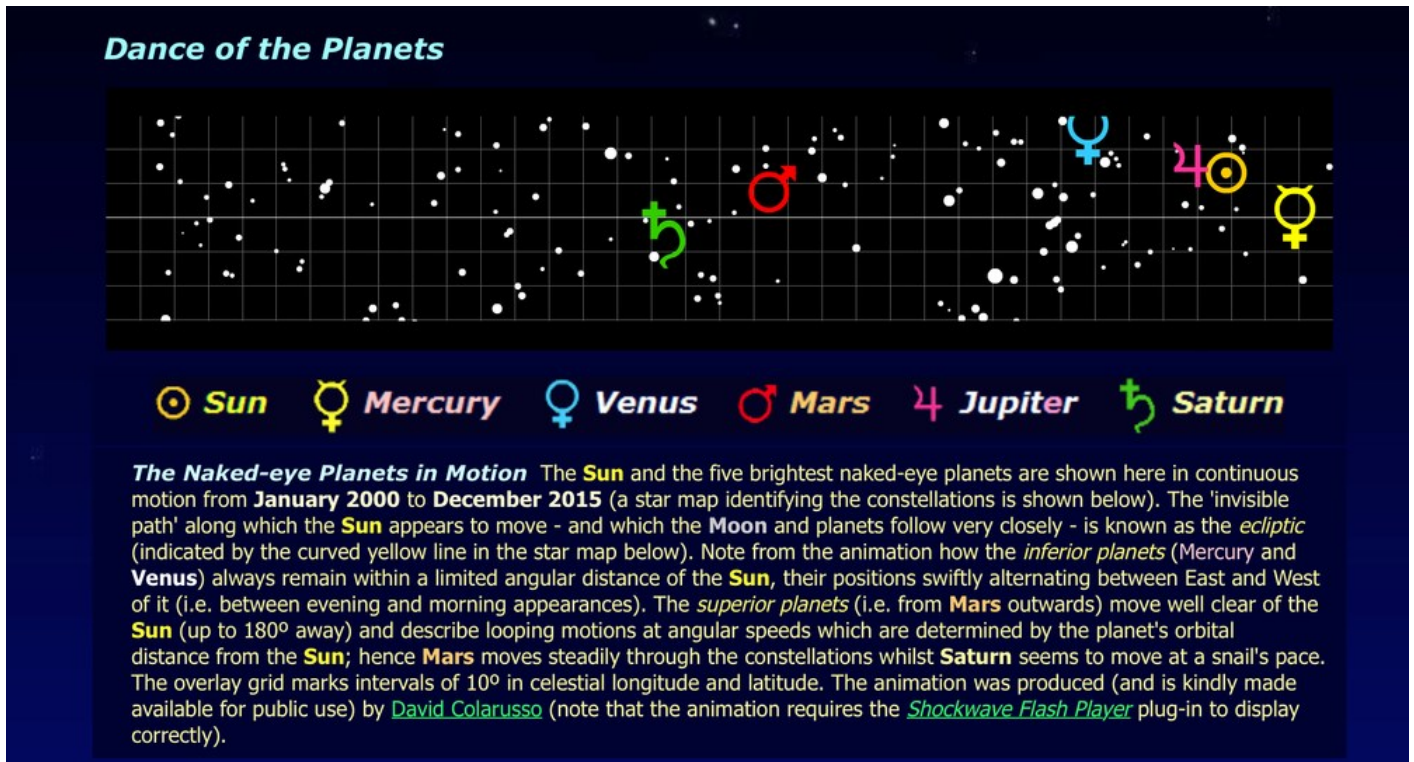 Dance of the Planets
Sun Mercury Venus Mars Jupiter Saturn
The Naked-eye Planets in Motion The Sun and the five brightest naked-eye planets are shown here in continuous
motion from January 2000 to December 2015 (a star map identifying the constellations is shown below). The 'invisible
path' along which the Sun appears to move - and which the Moon and planets follow very closely - is known as the ecliptic
(indicated by the curved yellow line in the star map below). Note from the animation how the inferior planets (Mercury and
Venus) always remain within a limited angular distance of the Sun, their positions swiftly alternating between East and West
of it (i.e. between evening and morning appearances). The superior planets (i.e. from Mars outwards) move well clear of the
Sun (up to 180º away) and describe looping motions at angular speeds which are determined by the planet's orbital
distance from the Sun; hence Mars moves steadily through the constellations whilst Saturn seems to move at a snail's pace.
The overlay grid marks intervals of 10º in celestial longitude and latitude. The animation was produced (and is kindly made
available for public use) by David Colarusso (note that the animation requires the Shockwave Flash Player plug-in to display
correctly).